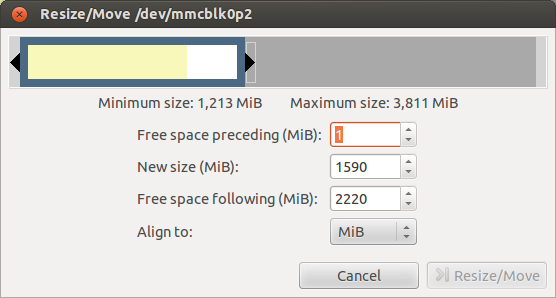 Resize/Move /dev/mmcblk0p2
Minimum size: 1,213 MiB Maximum size: 3,811 MiB
Free space preceding (MiB): 1
New size (MiB): 1590
Free space following (MiB): 2220
Align to: MiB
Cancel Resize/Move